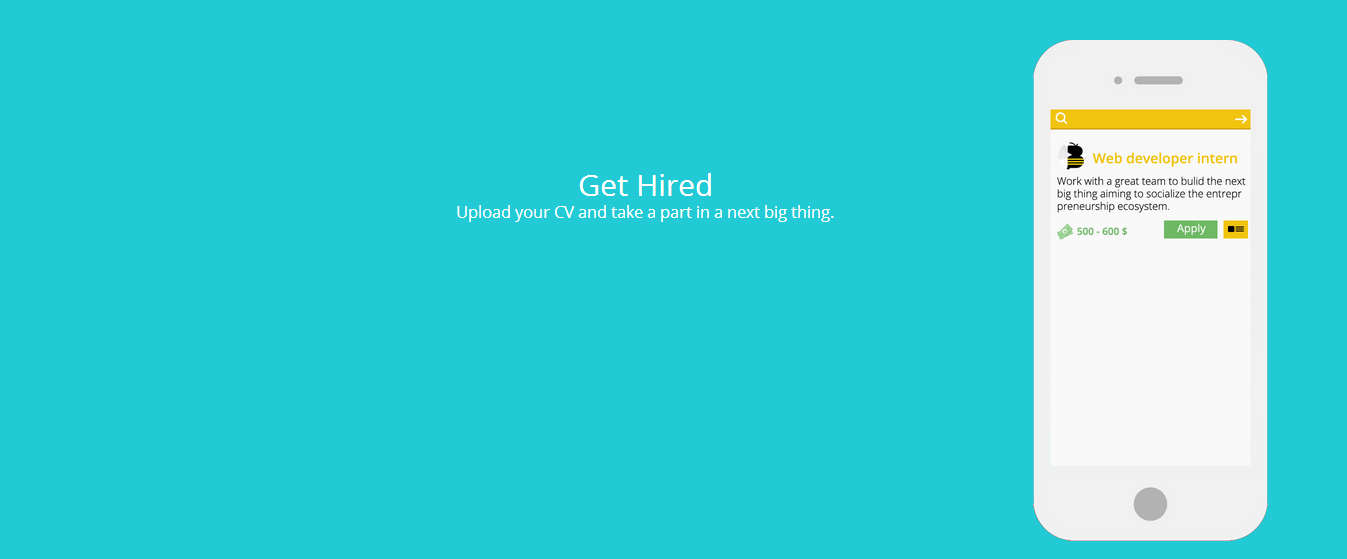 Get Hired
Upload your CV and take a part in a next big thing.
Web developer intern
Work with a great team to bulid the next
big thing aiming to socialize the entrepr
preneurship ecosystem.
500 - 600 $
Apply